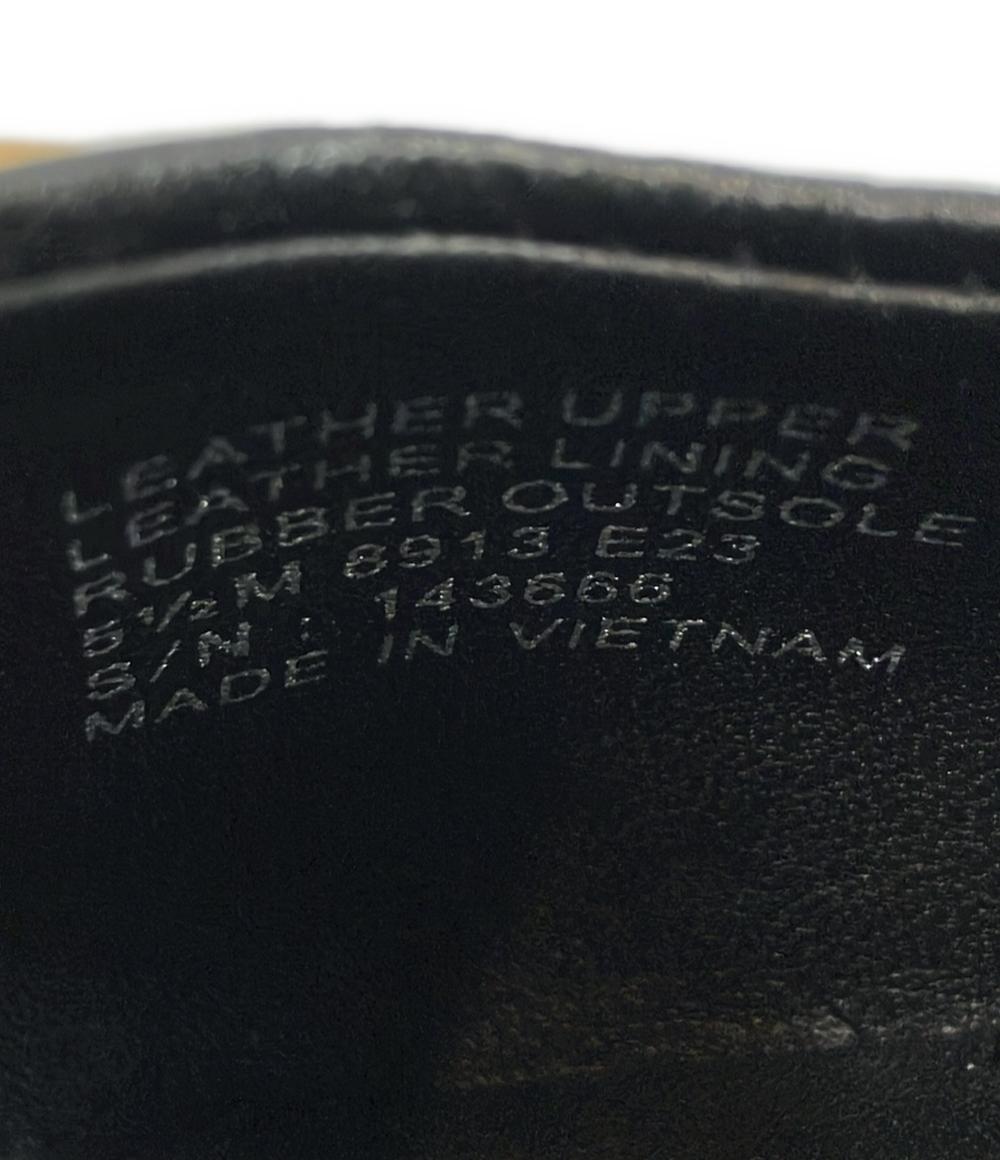 LEATHER UPPER
LEATHER LINING
RUBBER OUTSOLE
5 1/2 M 8913 E23
S/N : 143666
MADE IN VIETNAM